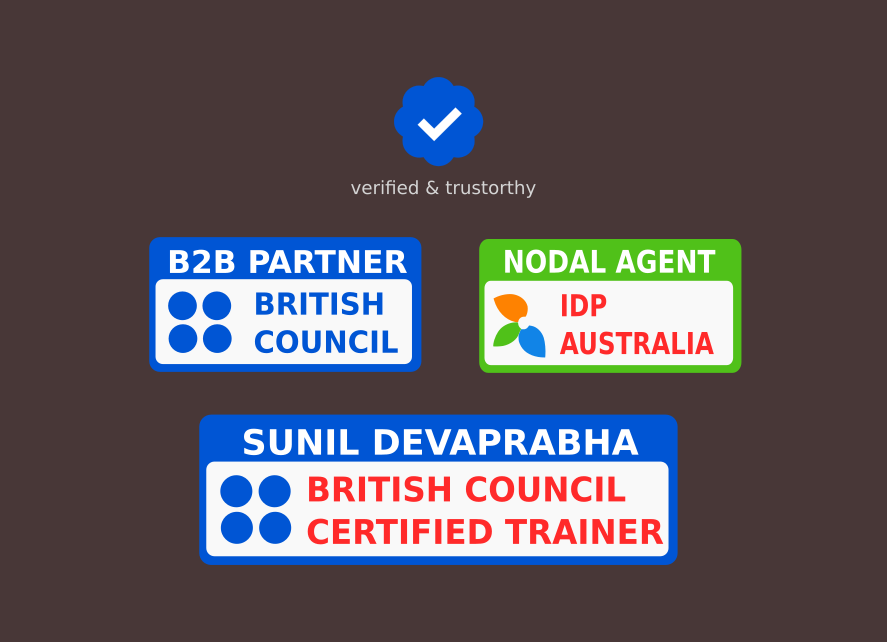 verified & trustorthy
B2B PARTNER
BRITISH
COUNCIL
NODAL AGENT
IDP
AUSTRALIA
SUNIL DEVAPRABHA
BRITISH COUNCIL
CERTIFIED TRAINER